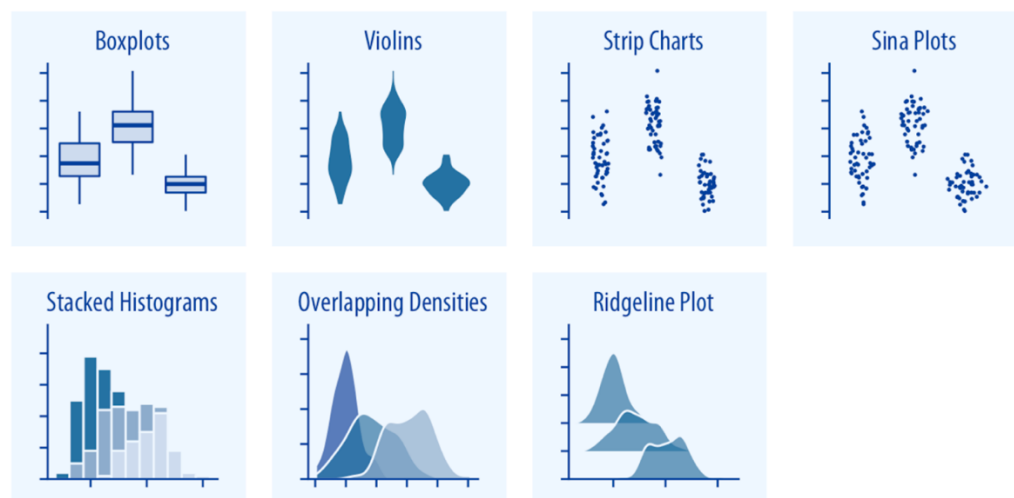 Boxplots
Violins
Strip Charts
Sina Plots
Stacked Histograms
Overlapping Densities
Ridgeline Plot